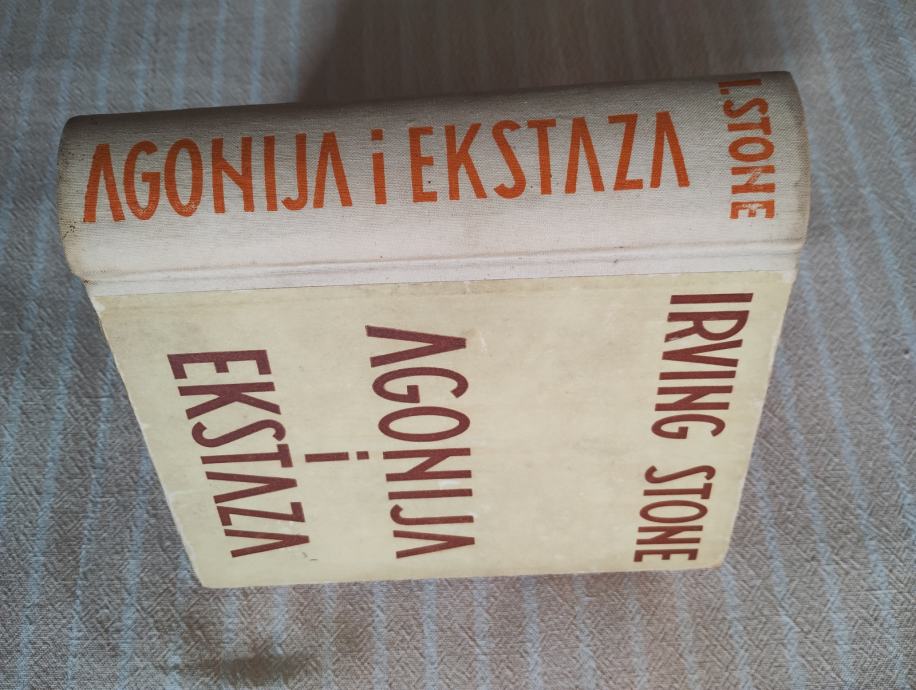 AGONIJA i EKSTAZA
I. STONE
IRVING STONE
AGONIJA
i
EKSTAZA